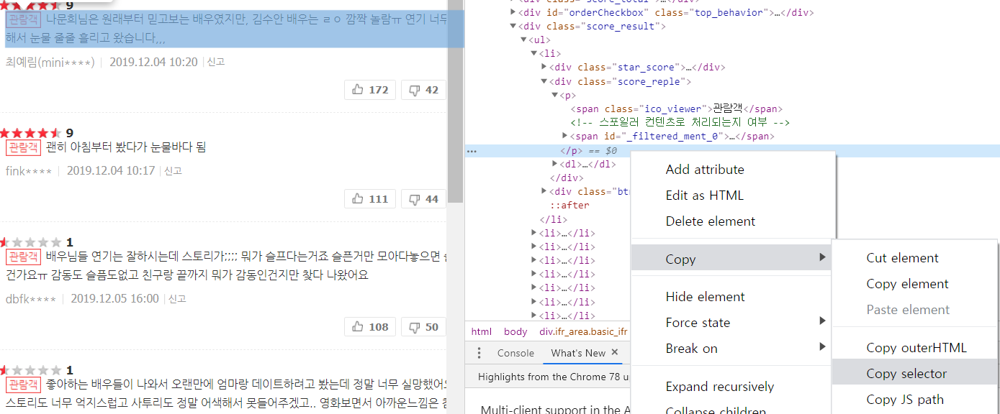 9
관람객 나문희님은 원래부터 믿고보는 배우였지만, 김수안 배우는 ㄹㅇ 깜짝 놀람ㅠ 연기 너무
해서 눈물 줄줄 흘리고 왔습니다,,,
최예림(mini****) | 2019.12.04 10:20 | 신고
172 42
9
관람객 괜히 아침부터 봤다가 눈물바다 됨
fink**** | 2019.12.04 10:17 | 신고
111 44
1
관람객 배우님들 연기는 잘하시는데 스토리가;;;; 뭐가 슬프다는거죠 슬픈거만 모아다놓으면
건가요ㅠ 감동도 슬픔도없고 친구랑 끝까지 뭐가 감동인건지만 찾다 나왔어요
dbfk**** | 2019.12.05 16:00 | 신고
108 50
1
관람객 좋아하는 배우들이 나와서 오랜만에 엄마랑 데이트하려고 봤는데 정말 너무 실망했어요
스토리도 너무 억지스럽고 사투리도 정말 어색해서 못들어주겠고.. 영화보면서 아까운느낌은
<div class="score_total">…</div>
<div id="orderCheckbox" class="top_behavior">…</div>
<div class="score_result">
<ul>
<li>
<div class="star_score">…</div>
<div class="score_reple">
<p>
<span class="ico_viewer">관람객</span>
<!-- 스포일러 컨텐츠로 처리되는지 여부 -->
<span id="_filtered_ment_0">…</span>
</p> == $0
<dl>…</dl>
</div>
<div class="btn
::after
</li>
<li>…</li>
<li>…</li>
<li>…</li>
<li>…</li>
<li>…</li>
<li>…</li>
<li>…</li>
html body div.ifr_area.basic_ifr
Console What's New ×
Highlights from the Chrome 78 u
Multi-client support in the
Add attribute
Edit as HTML
Delete element
Copy
Hide element
Force state
Break on
Expand recursively
Collapse children
Cut element
Copy element
Paste element
Copy outerHTML
Copy selector
Copy JS path